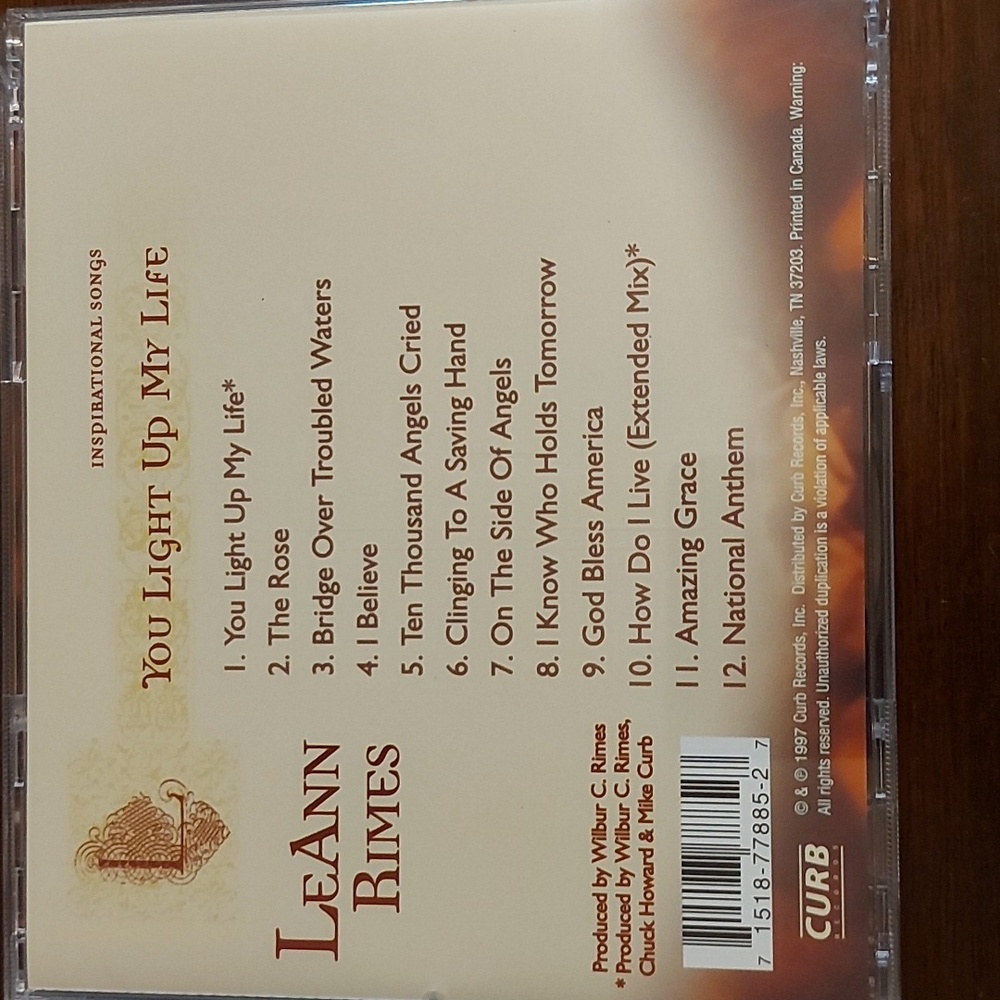 INSPIRATIONAL SONGS
YOU LIGHT UP MY LIFE
L
LEANN
RIMES
1. You Light Up My Life*
2. The Rose
3. Bridge Over Troubled Waters
4. I Believe
5. Ten Thousand Angels Cried
6. Clinging To A Saving Hand
7. On The Side Of Angels
8. I Know Who Holds Tomorrow
9. God Bless America
10. How Do I Live (Extended Mix)*
11. Amazing Grace
12. National Anthem
Produced by Wilbur C. Rimes
* Produced by Wilbur C. Rimes,
Chuck Howard & Mike Curb
7 15187-77885-2 7
CURB
RECORDS
© & ℗ 1997 Curb Records, Inc. Distributed by Curb Records, Inc., Nashville, TN 37203. Printed in Canada. Warning:
All rights reserved. Unauthorized duplication is a violation of applicable laws.